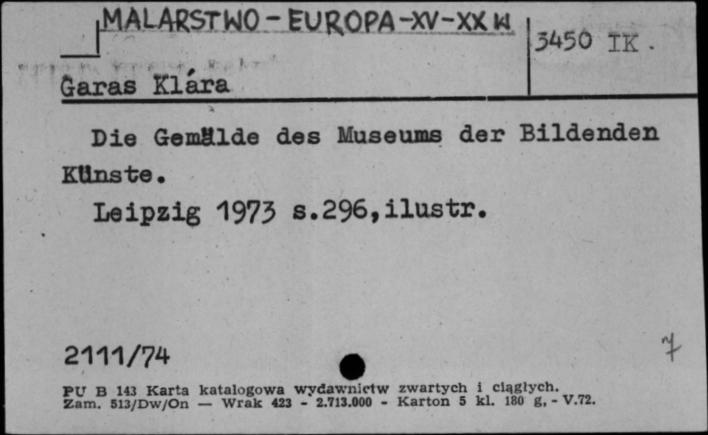 MALARSTWO-EUROPA-XV-XX W
3450 IK.
Garas Klára
Die Gemälde des Museums der Bildenden
Künste.
Leipzig 1973 s.296,ilustr.
2111/74
7
PU B 143 Karta katalogowa wydawnictw zwartych i ciągłych.
Zam. 513/Dw/On — Wrak 423 - 2.713.000 - Karton 5 kl. 180 g, - V.72.